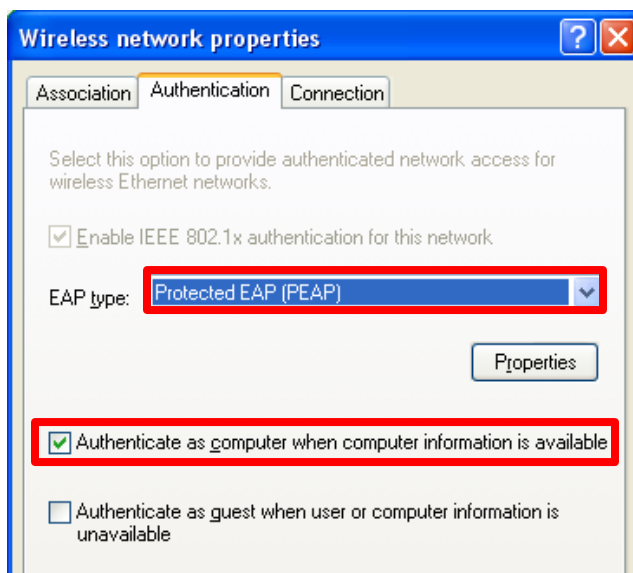 Wireless network properties
Association Authentication Connection
Select this option to provide authenticated network access for
wireless Ethernet networks.
Enable IEEE 802.1x authentication for this network
EAP type: Protected EAP (PEAP)
Properties
Authenticate as computer when computer information is available
Authenticate as guest when user or computer information is
unavailable